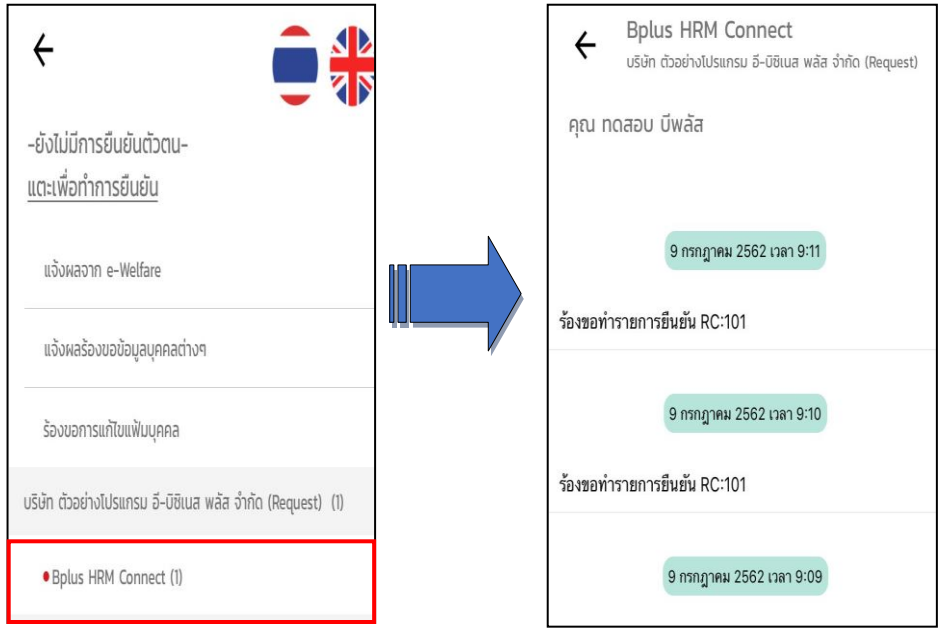 -ยังไม่มีการยืนยันตัวตน-
แตะเพื่อทำการยืนยัน
แจ้งผลจาก e-Welfare
แจ้งผลร้องขอข้อมูลบุคคลต่างๆ
ร้องขอการแก้ไขแฟ้มบุคคล
บริษัท ตัวอย่างโปรแกรม อี-บิซิเนส พลัส จำกัด (Request) (1)
Bplus HRM Connect (1)
Bplus HRM Connect
บริษัท ตัวอย่างโปรแกรม อี-บิซิเนส พลัส จำกัด (Request)
คุณ ทดสอบ บีพลัส
9 กรกฎาคม 2562 เวลา 9:11
ร้องขอทำรายการยืนยัน RC:101
9 กรกฎาคม 2562 เวลา 9:10
ร้องขอทำรายการยืนยัน RC:101
9 กรกฎาคม 2562 เวลา 9:09